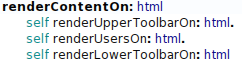 renderContentOn: html
self renderUpperToolbarOn: html.
self renderUsersOn: html.
self renderLowerToolbarOn: html